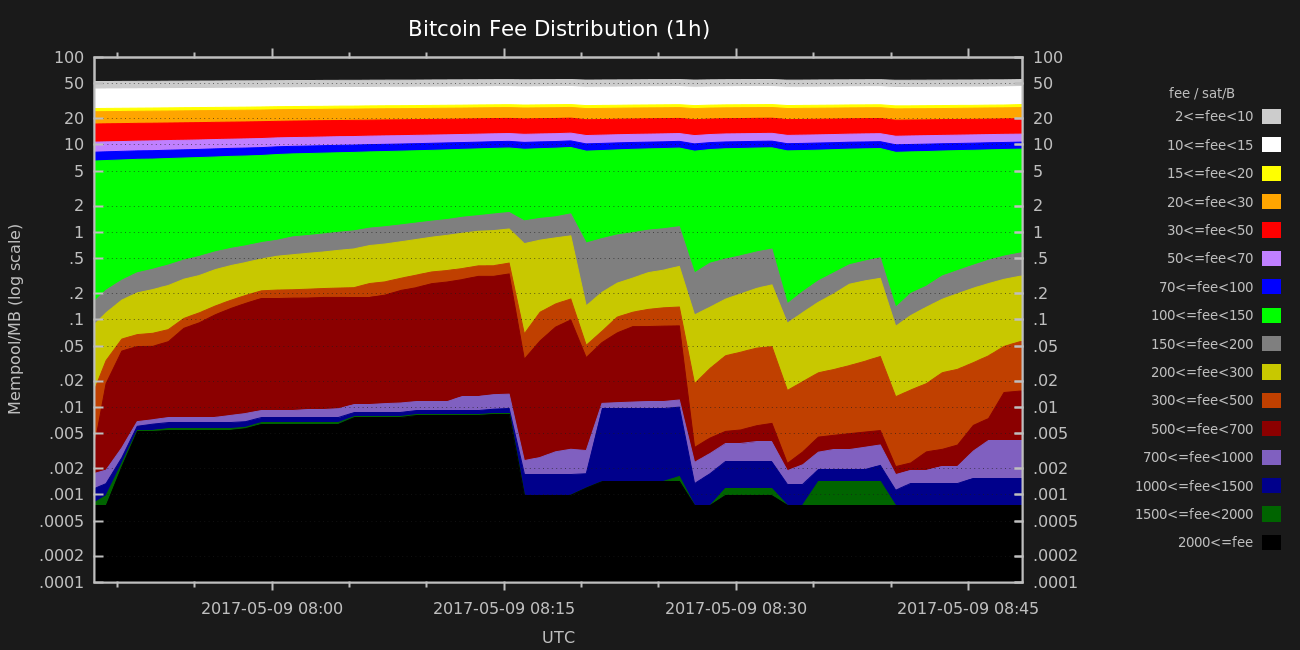 Bitcoin Fee Distribution (1h)
Mempool/MB (log scale)
100
50
20
10
5
2
1
.5
.2
.1
.05
.02
.01
.005
.002
.001
.0005
.0002
.0001
100
50
20
10
5
2
1
.5
.2
.1
.05
.02
.01
.005
.002
.001
.0005
.0002
.0001
fee / sat/B
2<=fee<10
10<=fee<15
15<=fee<20
20<=fee<30
30<=fee<50
50<=fee<70
70<=fee<100
100<=fee<150
150<=fee<200
200<=fee<300
300<=fee<500
500<=fee<700
700<=fee<1000
1000<=fee<1500
1500<=fee<2000
2000<=fee
2017-05-09 08:00 2017-05-09 08:15 2017-05-09 08:30 2017-05-09 08:45
UTC